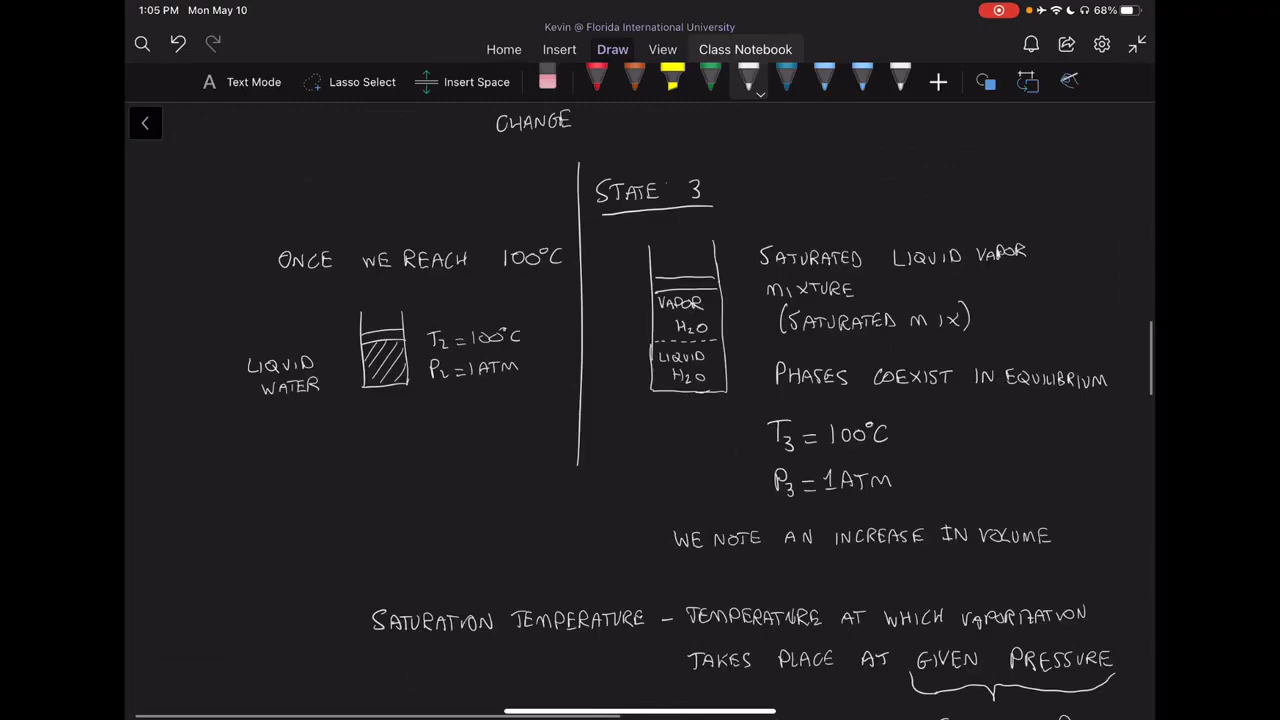 1:05 PM Mon May 10
68%
Kevin @ Florida International University
Home Insert Draw View Class Notebook
Text Mode Lasso Select Insert Space
CHANGE
STATE 3
ONCE WE REACH 100°C
LIQUID
WATER
T₂ = 100°C
P₂ = 1 ATM
VAPOR
H₂O
LIQUID
H₂O
SATURATED LIQUID VAPOR
MIXTURE
(SATURATED MIX)
PHASES COEXIST IN EQUILIBRIUM
T₃ = 100°C
P₃ = 1 ATM
WE NOTE AN INCREASE IN VOLUME
SATURATION TEMPERATURE – TEMPERATURE AT WHICH VAPORIZATION
TAKES PLACE AT GIVEN PRESSURE